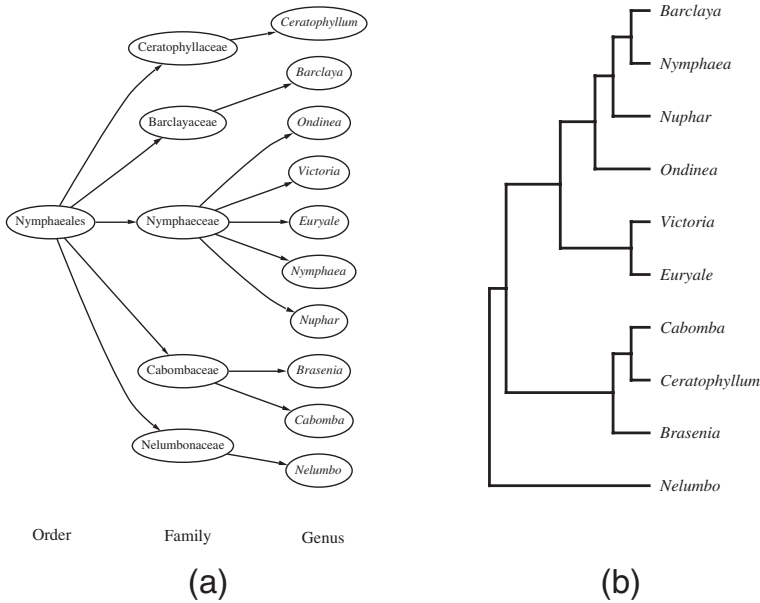 Ceratophyllum
Ceratophyllaceae
Barclaya
Barclayaceae
Ondinea
Victoria
Nymphaeales
Nymphaeceae
Euryale
Nymphaea
Nuphar
Cabombaceae
Brasenia
Cabomba
Nelumbonaceae
Nelumbo
Order Family Genus
(a)
Barclaya
Nymphaea
Nuphar
Ondinea
Victoria
Euryale
Cabomba
Ceratophyllum
Brasenia
Nelumbo
(b)